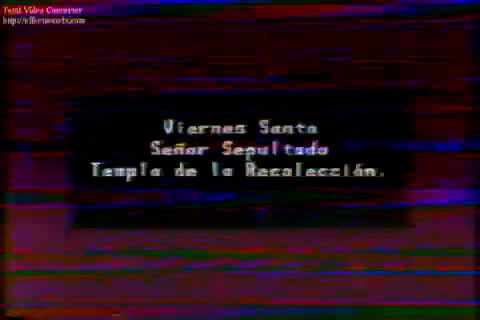 Total Video Converter
Viernes Santo
Señor Sepultado
Templo de la Recolección.